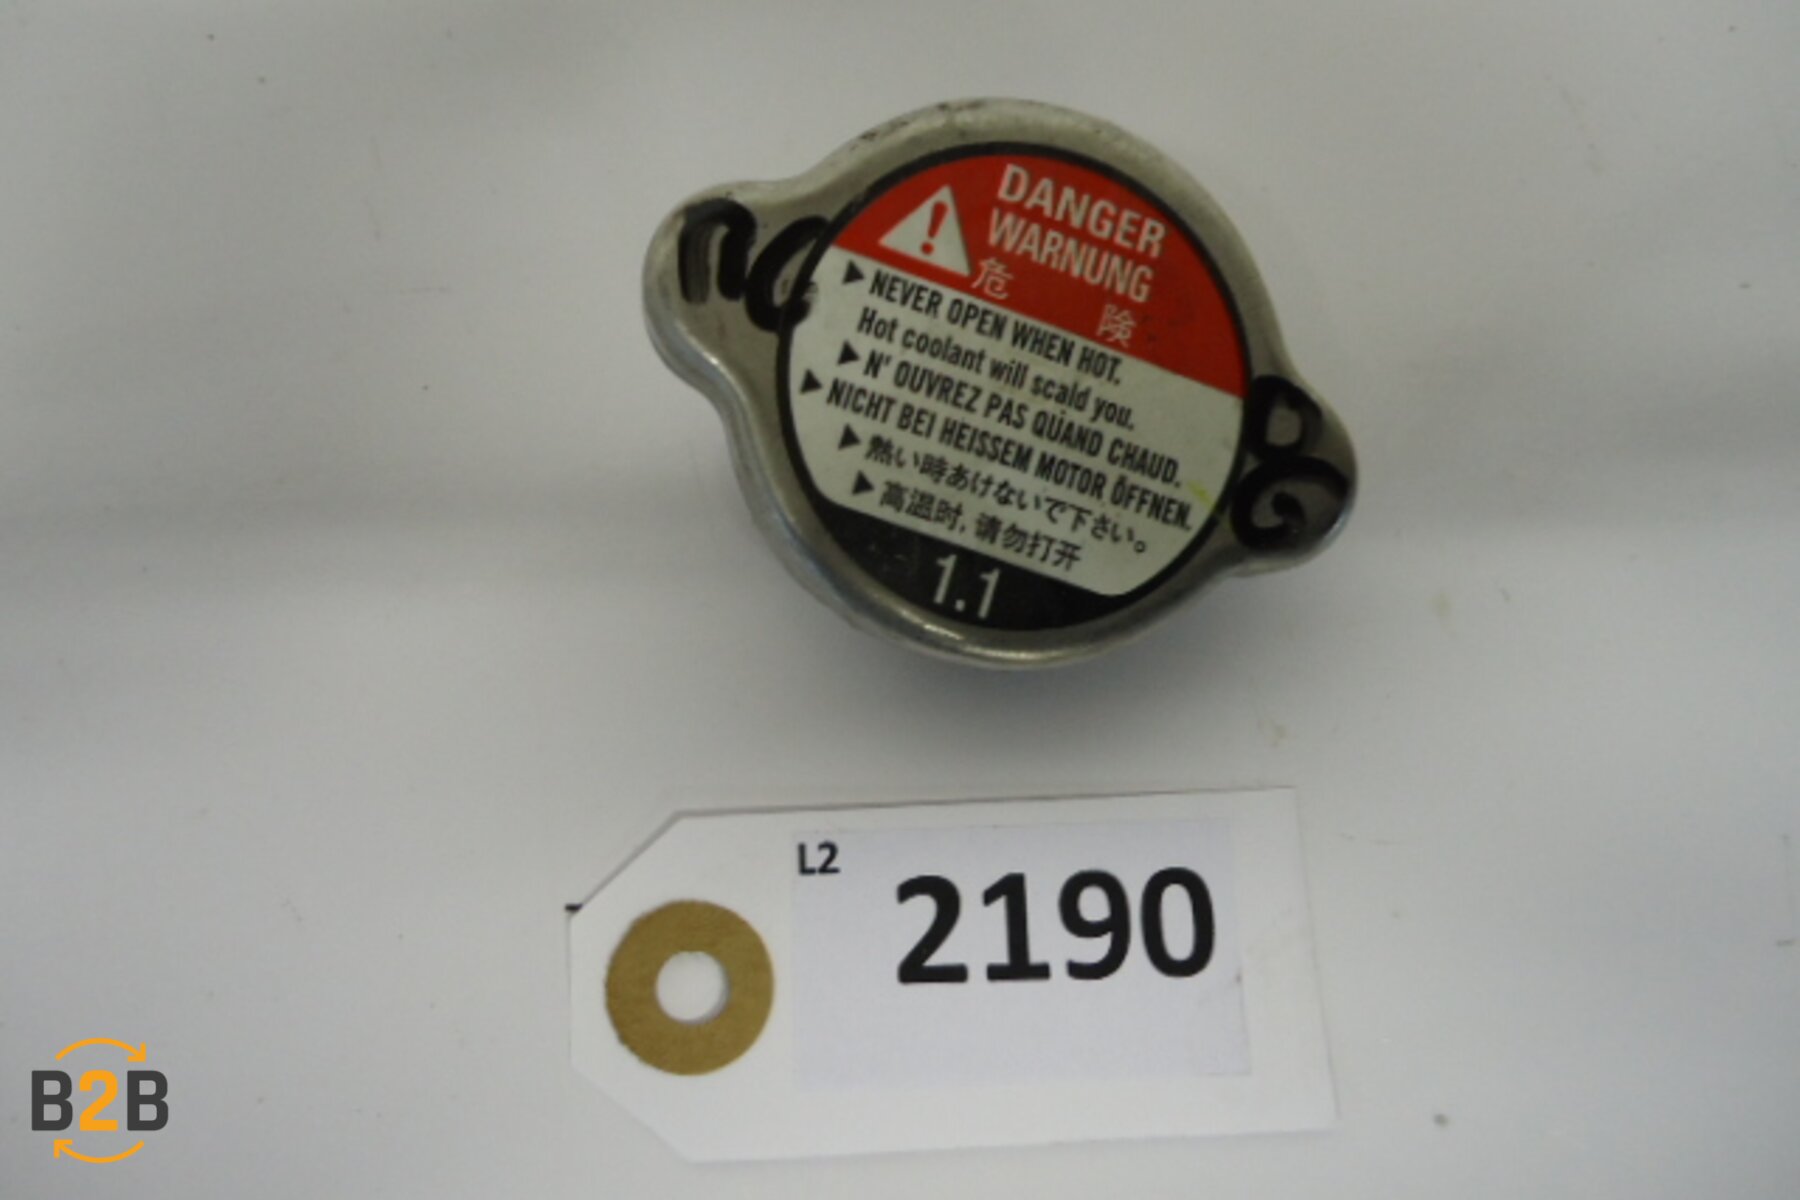 DANGER
WARNUNG
危 険
▶ NEVER OPEN WHEN HOT.
Hot coolant will scald you.
▶ N' OUVREZ PAS QUAND CHAUD.
▶ NICHT BEI HEISSEM MOTOR ÖFFNEN.
▶ 熱い時あけないで下さい。
▶ 高温时, 请勿打开
1.1
L2
2190
B2B